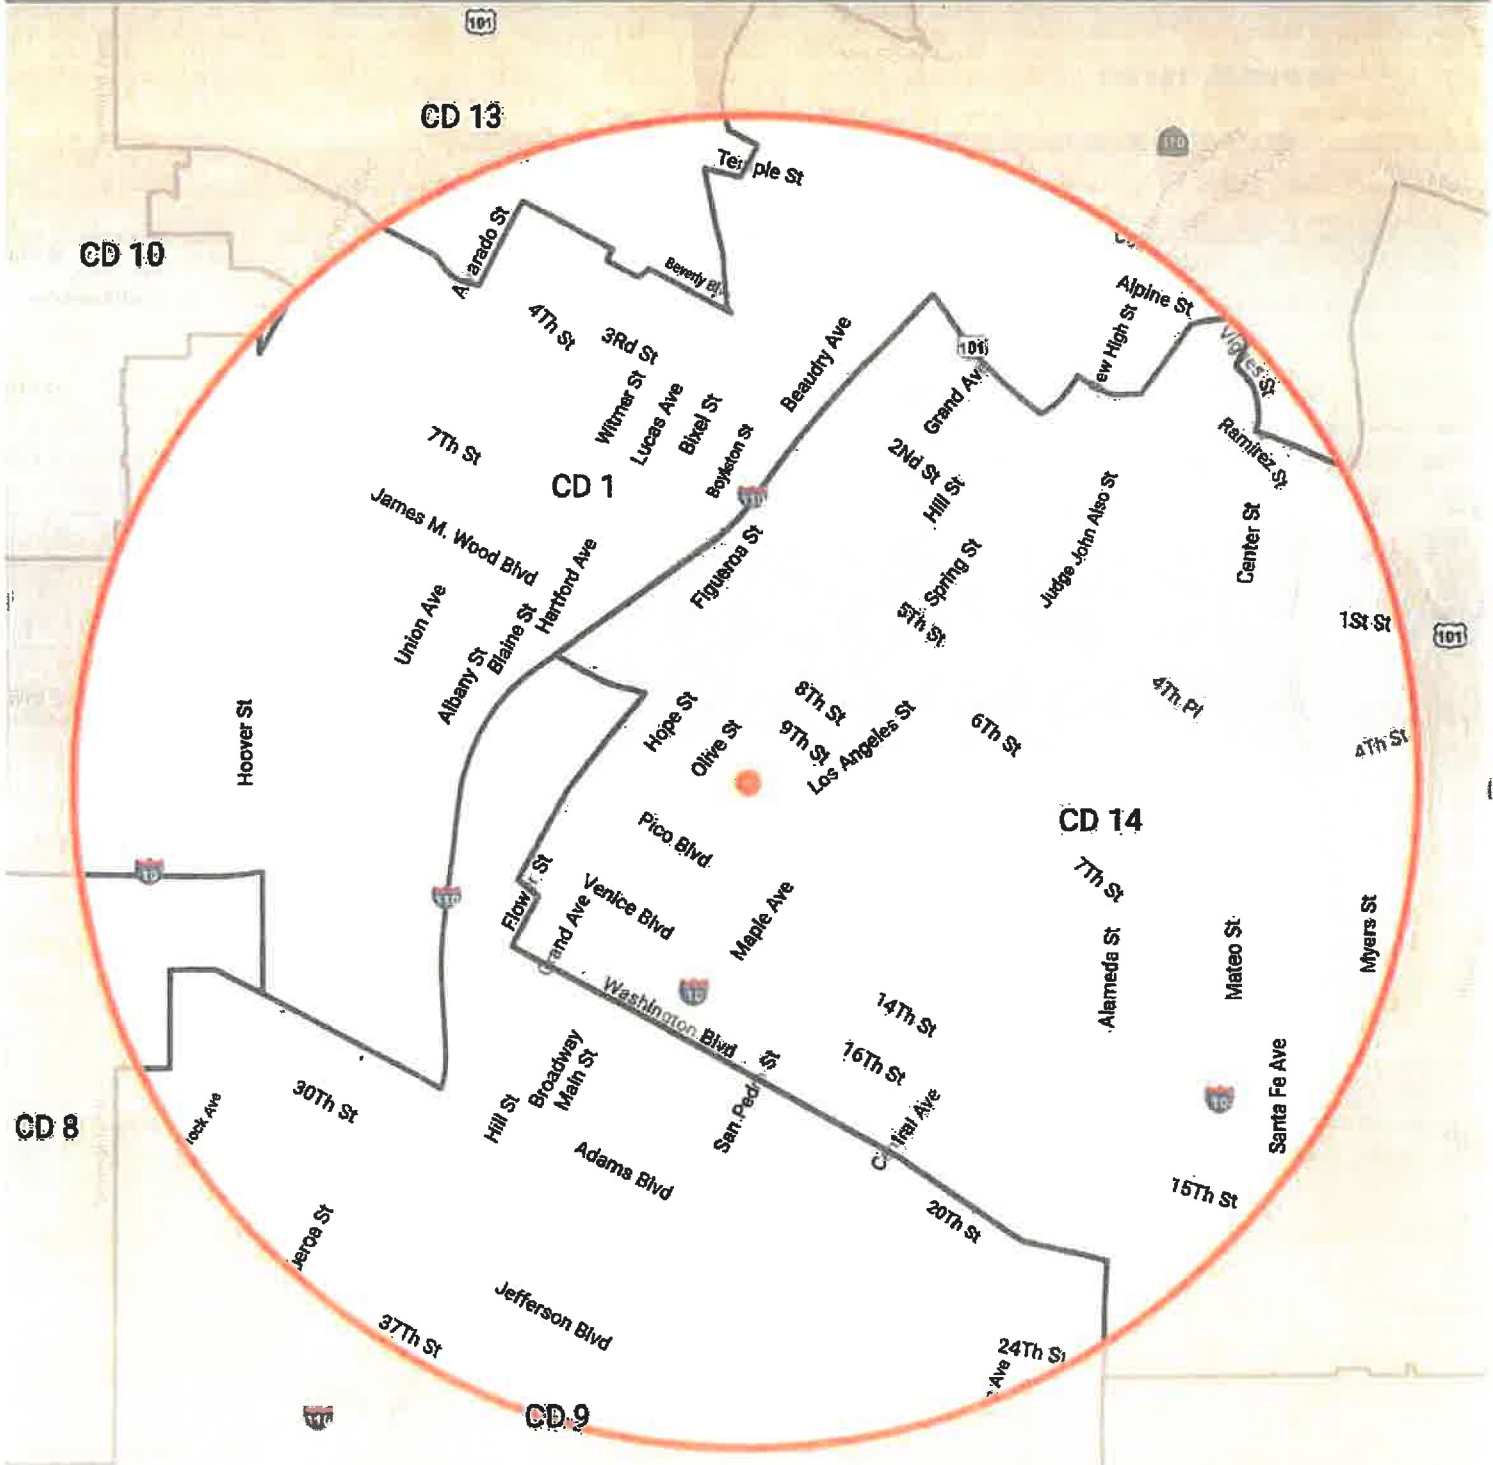 101
CD 13
Temple St
110
CD 10
Alvarado St
Beverly Bl
Alpine St
4Th St
3Rd St
New High St
Vignes St
101
Beaudry Ave
Grand Ave
Witmer St
Lucas Ave
Bixel St
7Th St
Boylston St
2Nd St
Ramirez St
CD 1
110
Hill St
James M. Wood Blvd
Judge John Also St
Center St
Hartford Ave
Figueroa St
Spring St
Union Ave
Blaine St
5Th St
1St St
101
Albany St
Hoover St
Hope St
Olive St
8Th St
9Th St
Los Angeles St
6Th St
4Th Pl
4Th St
Pico Blvd
CD 14
10
110
Flower St
Grand Ave
Venice Blvd
Maple Ave
7Th St
Alameda St
Mateo St
Myers St
10
Washington Blvd
14Th St
16Th St
Broadway
Main St
San Pedro St
Central Ave
10
Santa Fe Ave
CD 8
30Th St
Hill St
Adams Blvd
15Th St
20Th St
Jefferson Blvd
37Th St
24Th St
Ave
110
CD 9